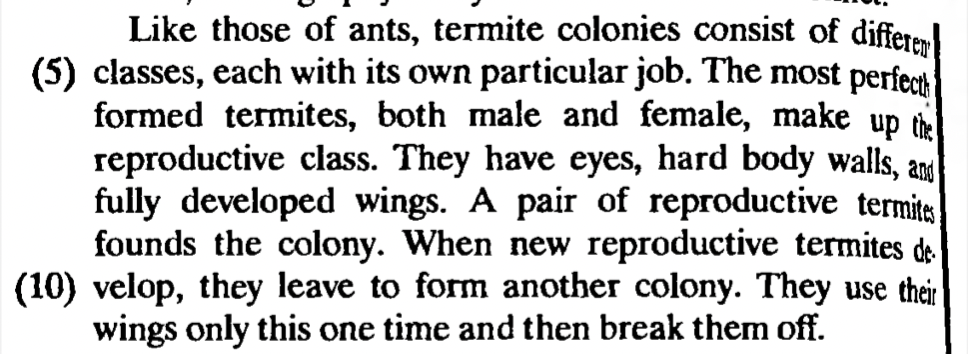 Like those of ants, termite colonies consist of different
(5) classes, each with its own particular job. The most perfectly
formed termites, both male and female, make up the
reproductive class. They have eyes, hard body walls, and
fully developed wings. A pair of reproductive termites
founds the colony. When new reproductive termites de-
(10) velop, they leave to form another colony. They use their
wings only this one time and then break them off.